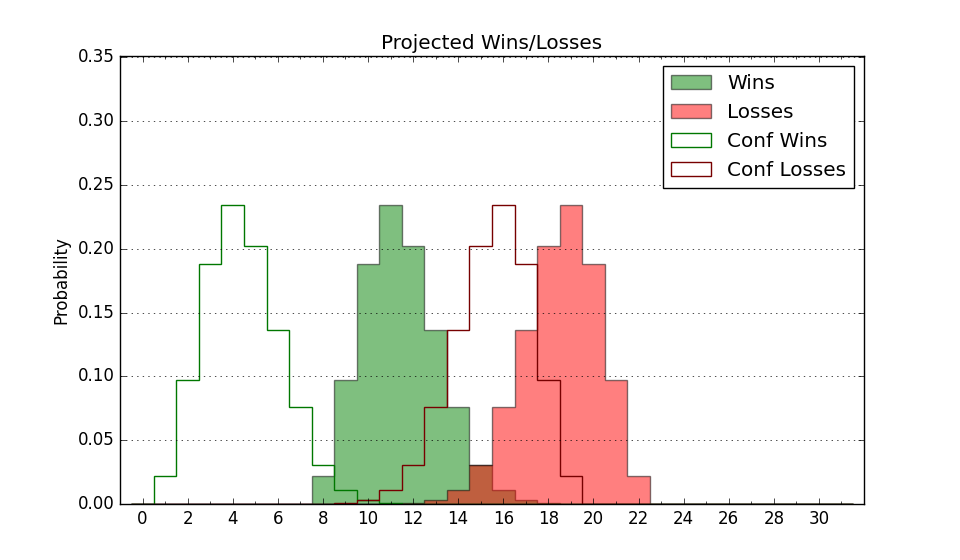 Projected Wins/Losses
0.35
0.30
0.25
0.20
0.15
0.10
0.05
0.00
Probability
Wins
Losses
Conf Wins
Conf Losses
0 2 4 6 8 10 12 14 16 18 20 22 24 26 28 30